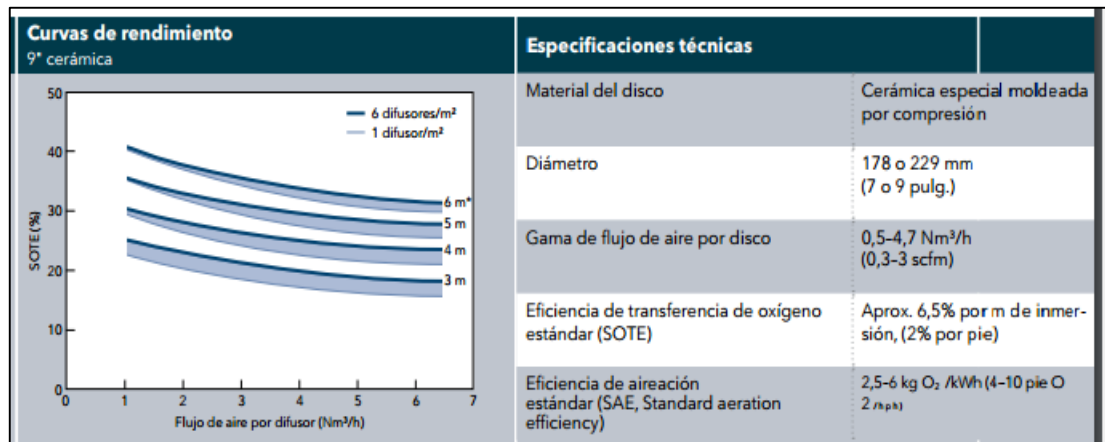 Curvas de rendimiento
9" cerámica
50
40
30
20
10
0
SOTE (%)
6 difusores/m²
1 difusor/m²
6 m*
5 m
4 m
3 m
0 1 2 3 4 5 6 7
Flujo de aire por difusor (Nm³/h)
Especificaciones técnicas
Material del disco
Cerámica especial moldeada
por compresión
Diámetro
178 o 229 mm
(7 o 9 pulg.)
Gama de flujo de aire por disco
0,5-4,7 Nm³/h
(0,3-3 scfm)
Eficiencia de transferencia de oxígeno
estándar (SOTE)
Aprox. 6,5% por m de inmer-
sión, (2% por pie)
Eficiencia de aireación
estándar (SAE, Standard aeration
efficiency)
2,5-6 kg O₂ /kWh (4-10 pie O
2 /hph)